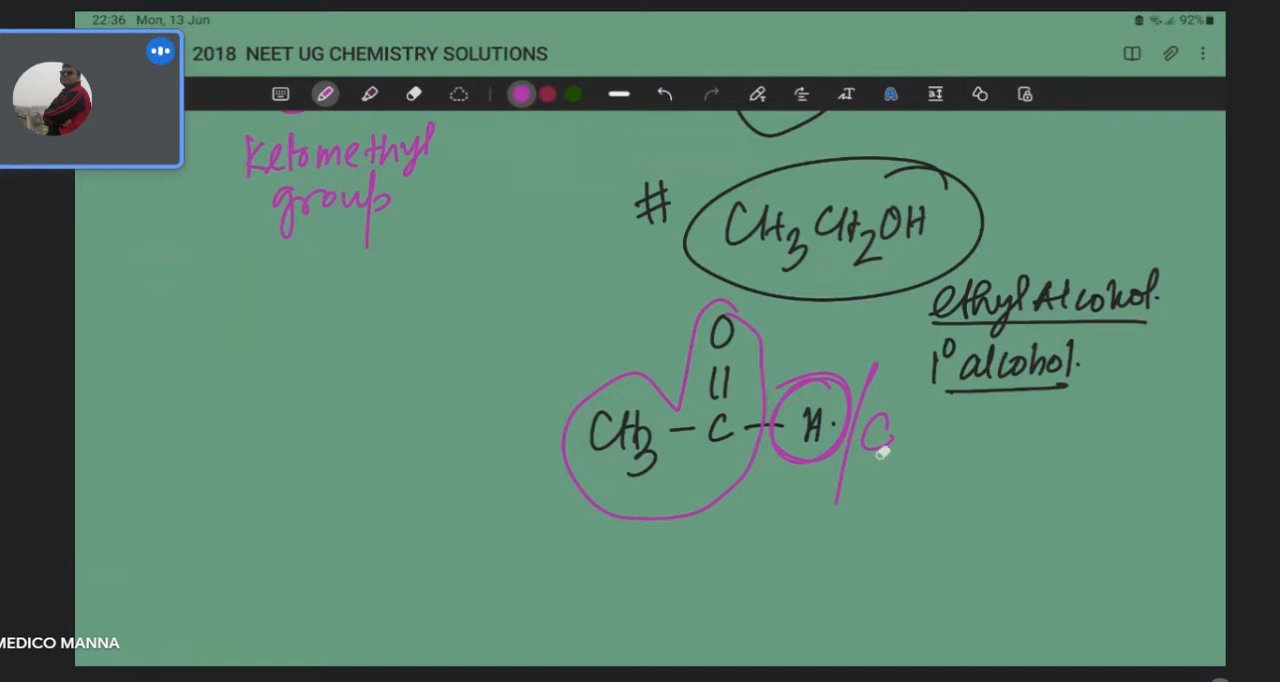 22:36 Mon, 13 Jun
92%
2018 NEET UG CHEMISTRY SOLUTIONS
Ketomethyl
group
# CH3CH2OH
ethyl Alcohol.
1° alcohol.
O
||
CH3 – C – H. / C
MEDICO MANNA